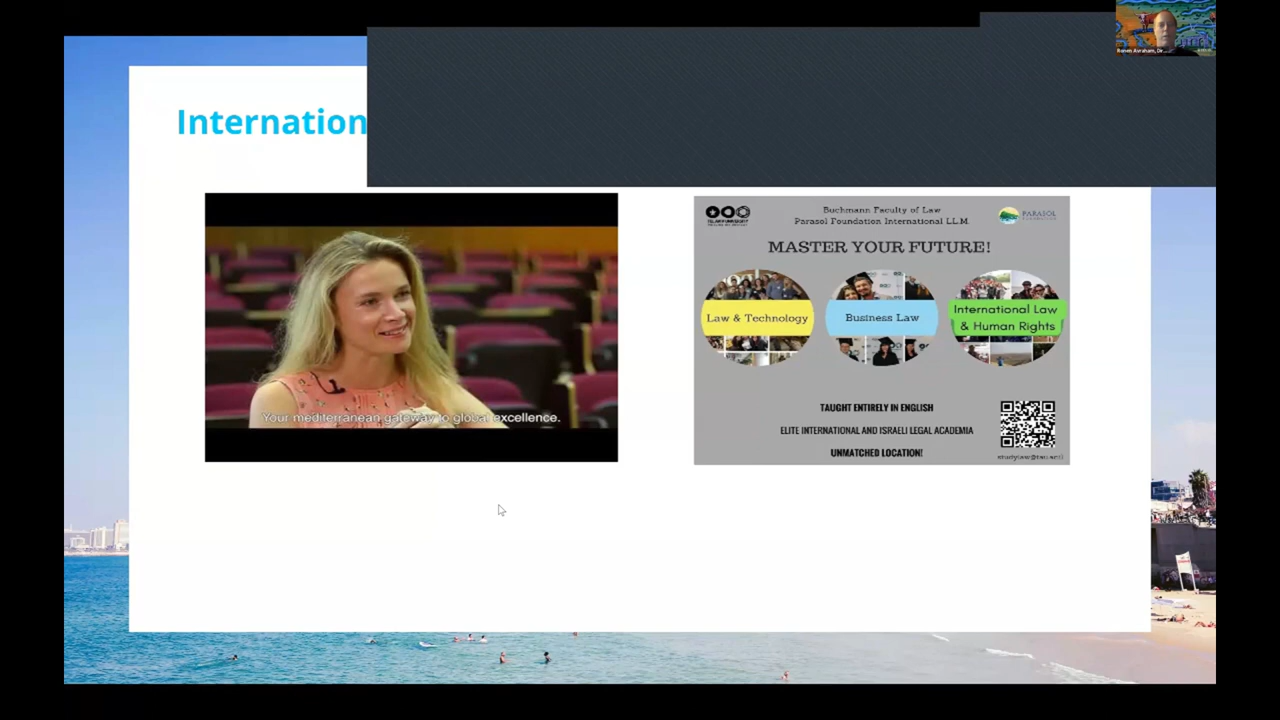 Internation
Your mediterranean gateway to global excellence.
Buchmann Faculty of Law
Parasol Foundation International LL.M.
MASTER YOUR FUTURE!
PARASOL
Law & Technology
Business Law
International Law
& Human Rights
TAUGHT ENTIRELY IN ENGLISH
ELITE INTERNATIONAL AND ISRAELI LEGAL ACADEMIA
UNMATCHED LOCATION!